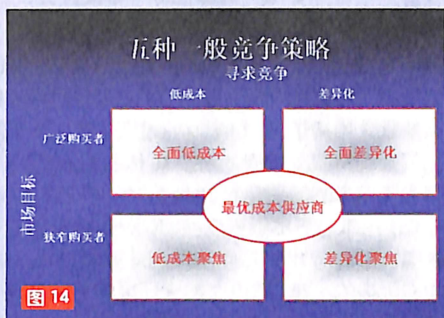 五种一般竞争策略
寻求竞争
低成本
差异化
广泛购买者
全面低成本
全面差异化
市场目标
最优成本供应商
狭窄购买者
低成本聚焦
差异化聚焦
图 14